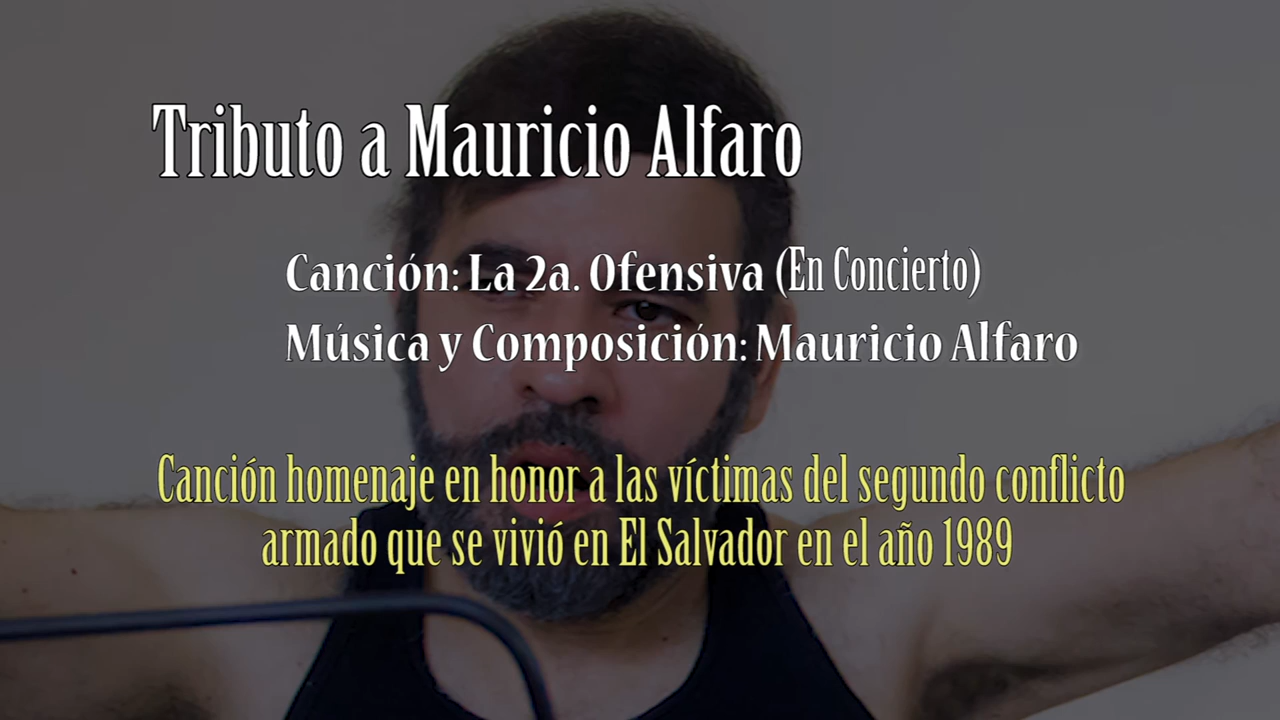 Tributo a Mauricio Alfaro
Canción: La 2a. Ofensiva (En Concierto)
Música y Composición: Mauricio Alfaro
Canción homenaje en honor a las víctimas del segundo conflicto
armado que se vivió en El Salvador en el año 1989